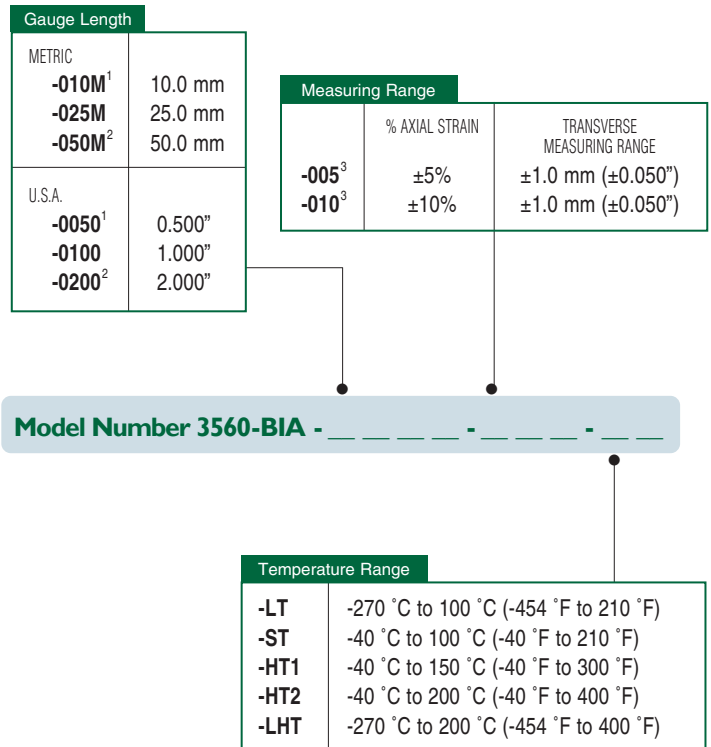 Gauge Length
METRIC
-010M¹ 10.0 mm
-025M 25.0 mm
-050M² 50.0 mm
U.S.A.
-0050¹ 0.500”
-0100 1.000”
-0200² 2.000”
Measuring Range
% AXIAL STRAIN TRANSVERSE
MEASURING RANGE
-005³ ±5% ±1.0 mm (±0.050”)
-010³ ±10% ±1.0 mm (±0.050”)
Model Number 3560-BIA - __ __ __ __ - __ __ __ - __ __
Temperature Range
-LT -270 ˚C to 100 ˚C (-454 ˚F to 210 ˚F)
-ST -40 ˚C to 100 ˚C (-40 ˚F to 210 ˚F)
-HT1 -40 ˚C to 150 ˚C (-40 ˚F to 300 ˚F)
-HT2 -40 ˚C to 200 ˚C (-40 ˚F to 400 ˚F)
-LHT -270 ˚C to 200 ˚C (-454 ˚F to 400 ˚F)